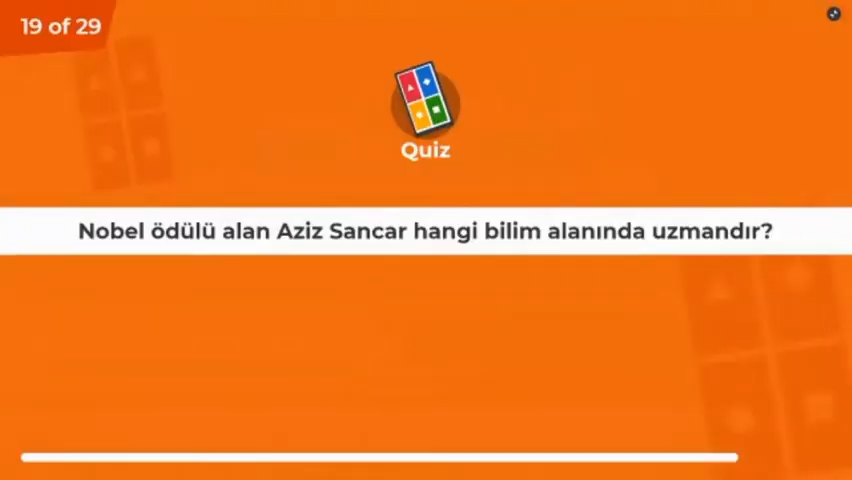 19 of 29
Quiz
Nobel ödülü alan Aziz Sancar hangi bilim alanında uzmandır?